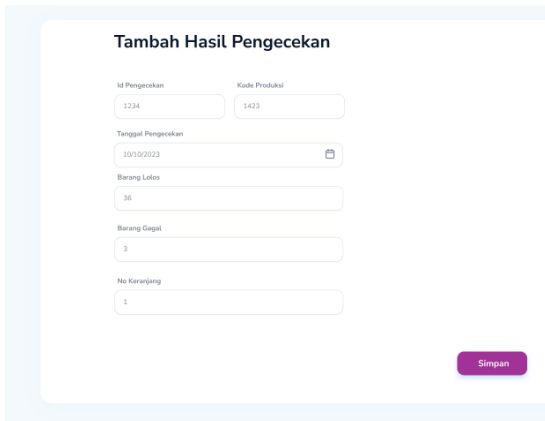 Tambah Hasil Pengecekan
Id Pengecekan Kode Produksi
1234 1423
Tanggal Pengecekan
10/10/2023
Barang Lolos
36
Barang Gagal
3
No Keranjang
1
Simpan